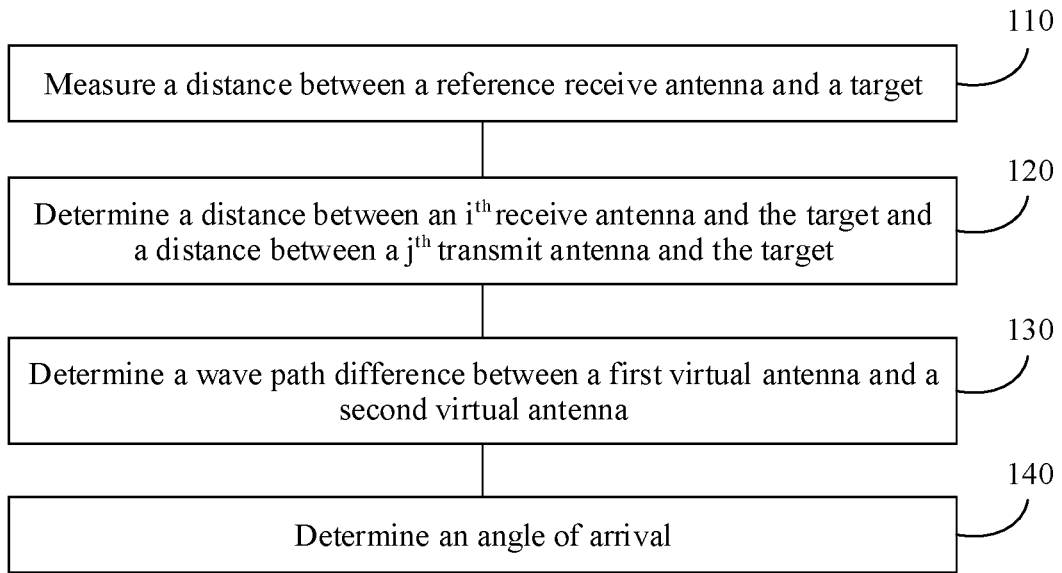 110
Measure a distance between a reference receive antenna and a target
120
Determine a distance between an iᵗʰ receive antenna and the target and
a distance between a jᵗʰ transmit antenna and the target
130
Determine a wave path difference between a first virtual antenna and a
second virtual antenna
140
Determine an angle of arrival